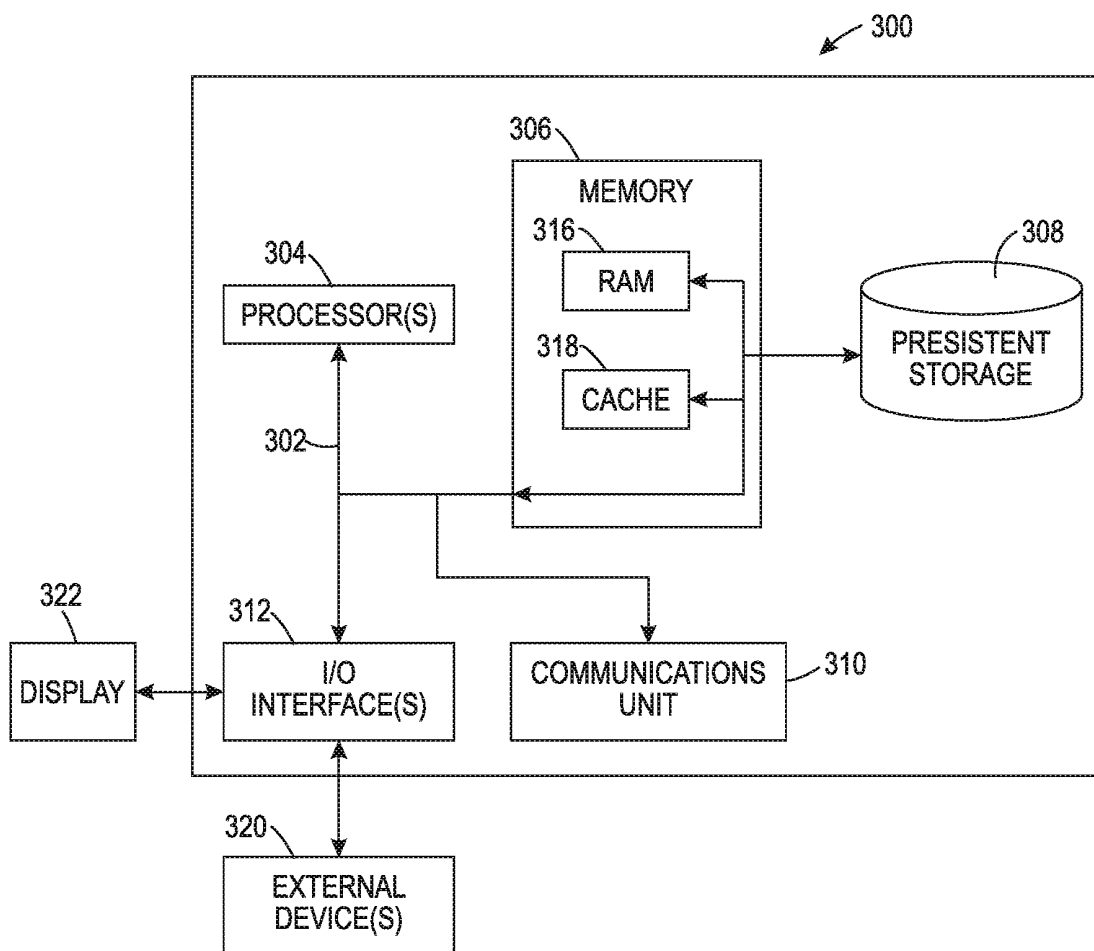 300
306
MEMORY
316
RAM
304
PROCESSOR(S)
308
PRESISTENT
STORAGE
318
CACHE
302
322
DISPLAY
312
I/O
INTERFACE(S)
COMMUNICATIONS
UNIT
310
320
EXTERNAL
DEVICE(S)